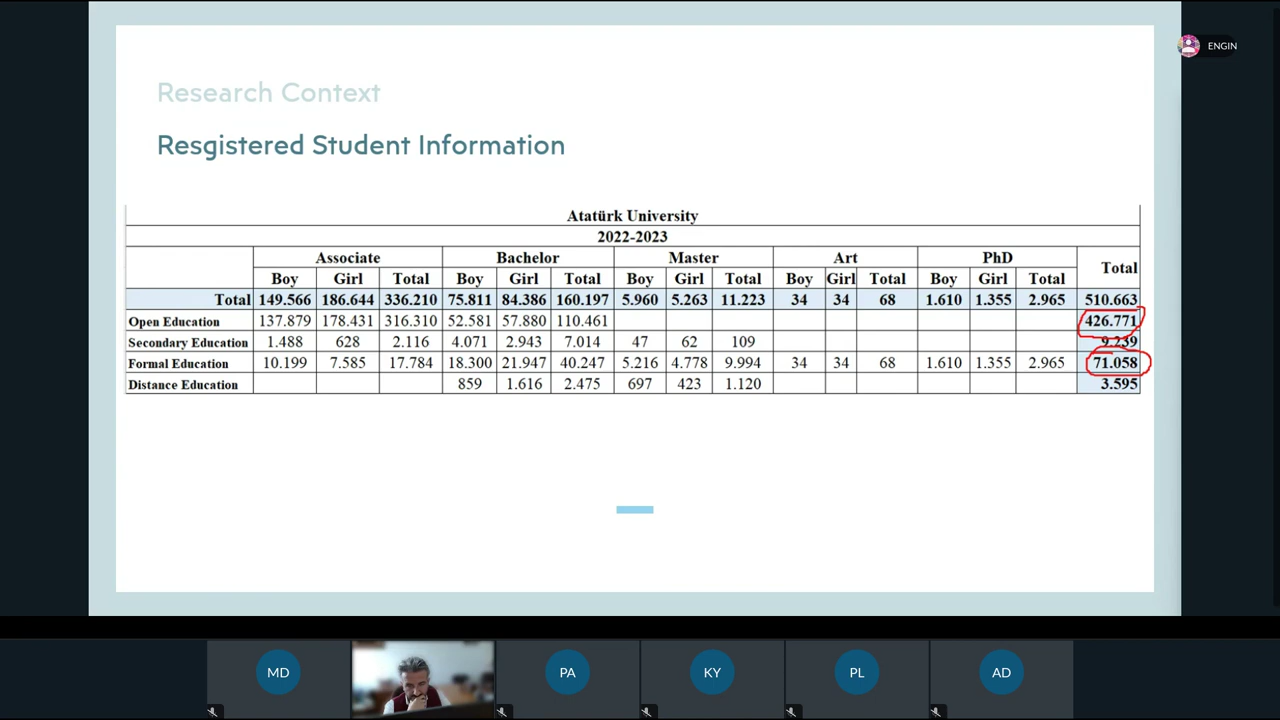 ENGIN
Research Context
Resgistered Student Information
Atatürk University
2022-2023
Associate Bachelor Master Art PhD Total
Boy Girl Total Boy Girl Total Boy Girl Total Boy Girl Total Boy Girl Total
Total 149.566 186.644 336.210 75.811 84.386 160.197 5.960 5.263 11.223 34 34 68 1.610 1.355 2.965 510.663
Open Education 137.879 178.431 316.310 52.581 57.880 110.461 426.771
Secondary Education 1.488 628 2.116 4.071 2.943 7.014 47 62 109 9.239
Formal Education 10.199 7.585 17.784 18.300 21.947 40.247 5.216 4.778 9.994 34 34 68 1.610 1.355 2.965 71.058
Distance Education 859 1.616 2.475 697 423 1.120 3.595
MD PA KY PL AD